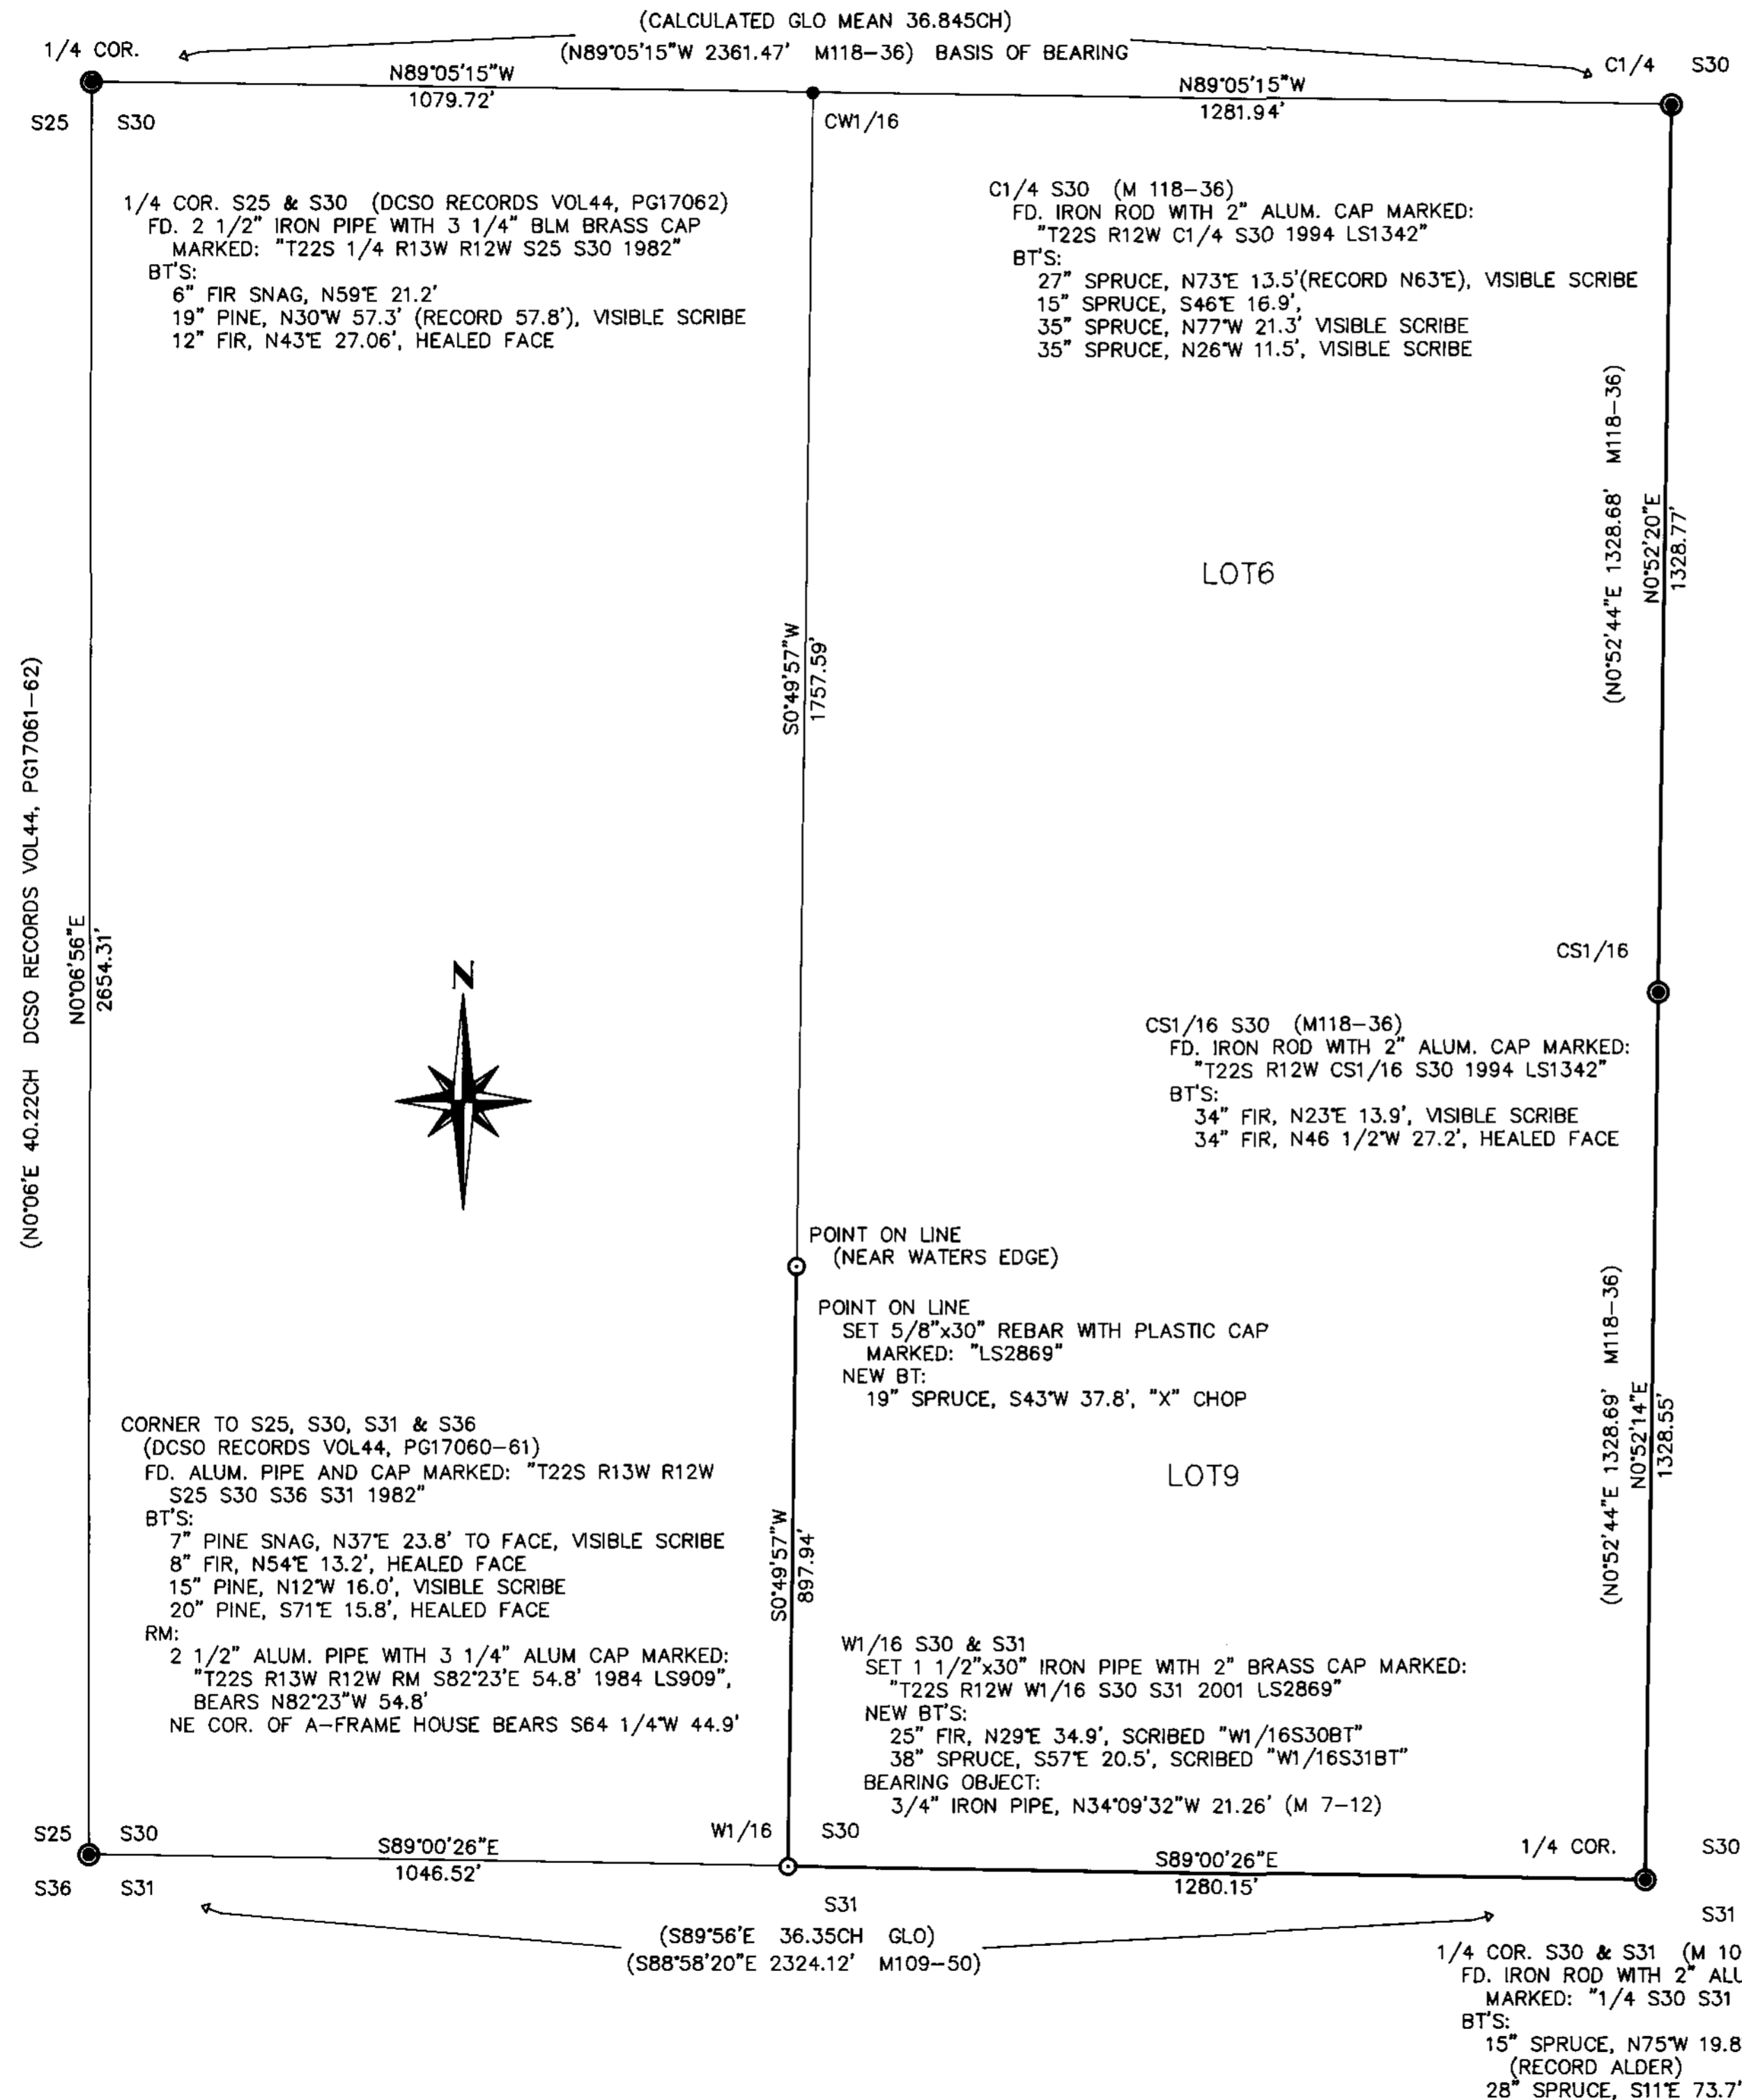 (CALCULATED GLO MEAN 36.845CH)
1/4 COR.
(N89°05'15"W 2361.47' M118-36) BASIS OF BEARING
C1/4 S30
N89°05'15"W
1079.72'
N89°05'15"W
1281.94'
S25 S30
CW1/16
1/4 COR. S25 & S30 (DCSO RECORDS VOL44, PG17062)
FD. 2 1/2" IRON PIPE WITH 3 1/4" BLM BRASS CAP
MARKED: "T22S 1/4 R13W R12W S25 S30 1982"
BT'S:
6" FIR SNAG, N59°E 21.2'
19" PINE, N30°W 57.3' (RECORD 57.8'), VISIBLE SCRIBE
12" FIR, N43°E 27.06', HEALED FACE
C1/4 S30 (M 118-36)
FD. IRON ROD WITH 2" ALUM. CAP MARKED:
"T22S R12W C1/4 S30 1994 LS1342"
BT'S:
27" SPRUCE, N73°E 13.5'(RECORD N63°E), VISIBLE SCRIBE
15" SPRUCE, S46°E 16.9',
35" SPRUCE, N77°W 21.3' VISIBLE SCRIBE
35" SPRUCE, N26°W 11.5', VISIBLE SCRIBE
(N0°52'44"E 1328.68' M118-36)
N0°52'20"E
1328.77'
LOT6
S0°49'57"W
1757.59'
(N0°06'E 40.22CH DCSO RECORDS VOL44, PG17061-62)
N0°06'56"E
2654.31'
N
CS1/16
CS1/16 S30 (M118-36)
FD. IRON ROD WITH 2" ALUM. CAP MARKED:
"T22S R12W CS1/16 S30 1994 LS1342"
BT'S:
34" FIR, N23°E 13.9', VISIBLE SCRIBE
34" FIR, N46 1/2°W 27.2', HEALED FACE
POINT ON LINE
(NEAR WATERS EDGE)
POINT ON LINE
SET 5/8"x30" REBAR WITH PLASTIC CAP
MARKED: "LS2869"
NEW BT:
19" SPRUCE, S43°W 37.8', "X" CHOP
(N0°52'44"E 1328.69' M118-36)
N0°52'14"E
1328.55'
LOT9
CORNER TO S25, S30, S31 & S36
(DCSO RECORDS VOL44, PG17060-61)
FD. ALUM. PIPE AND CAP MARKED: "T22S R13W R12W
S25 S30 S36 S31 1982"
BT'S:
7" PINE SNAG, N37°E 23.8' TO FACE, VISIBLE SCRIBE
8" FIR, N54°E 13.2', HEALED FACE
15" PINE, N12°W 16.0', VISIBLE SCRIBE
20" PINE, S71°E 15.8', HEALED FACE
RM:
2 1/2" ALUM. PIPE WITH 3 1/4" ALUM CAP MARKED:
"T22S R13W R12W RM S82°23'E 54.8' 1984 LS909",
BEARS N82°23"W 54.8'
NE COR. OF A-FRAME HOUSE BEARS S64 1/4°W 44.9'
S0°49'57"W
897.94'
W1/16 S30 & S31
SET 1 1/2"x30" IRON PIPE WITH 2" BRASS CAP MARKED:
"T22S R12W W1/16 S30 S31 2001 LS2869"
NEW BT'S:
25" FIR, N29°E 34.9', SCRIBED "W1/16S30BT"
38" SPRUCE, S57°E 20.5', SCRIBED "W1/16S31BT"
BEARING OBJECT:
3/4" IRON PIPE, N34°09'32"W 21.26' (M 7-12)
S25 S30
S89°00'26"E
1046.52'
W1/16 S30
S89°00'26"E
1280.15'
1/4 COR. S30
S36 S31
S31
S31
(S89°56'E 36.35CH GLO)
(S88°58'20"E 2324.12' M109-50)
1/4 COR. S30 & S31 (M 10
FD. IRON ROD WITH 2" ALU
MARKED: "1/4 S30 S31
BT'S:
15" SPRUCE, N75°W 19.8
(RECORD ALDER)
28" SPRUCE, S11°E 73.7'